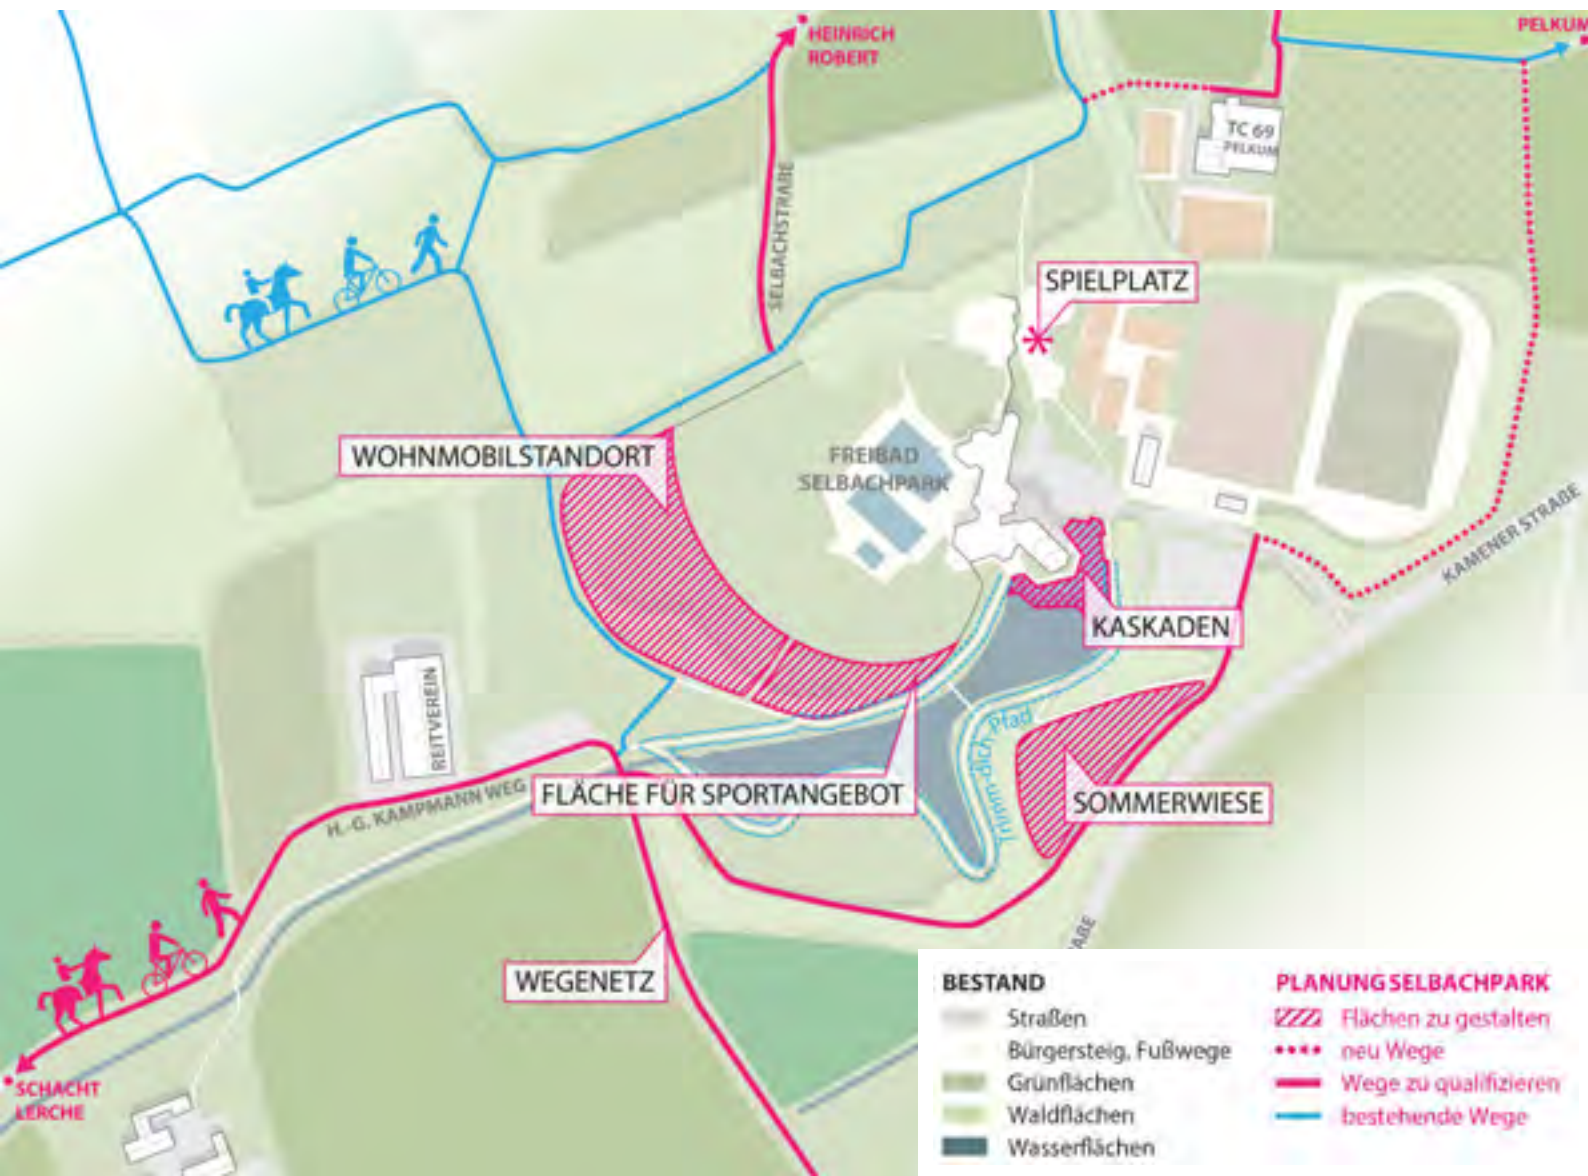 HEINRICH
ROBERT
PELKUM
TC 69
PELKUM
SELBACHSTRAßE
SPIELPLATZ
WOHNMOBILSTANDORT
FREIBAD
SELBACHPARK
KAMENER STRAßE
KASKADEN
REITVEREIN
Trimm-dich-Pfad
FLÄCHE FÜR SPORTANGEBOT
SOMMERWIESE
H.-G. KAMPMANN WEG
WEGENETZ
RAßE
SCHACHT
LERCHE
BESTAND
Straßen
Bürgersteig, Fußwege
Grünflächen
Waldflächen
Wasserflächen
PLANUNG SELBACHPARK
Flächen zu gestalten
neu Wege
Wege zu qualifizieren
bestehende Wege